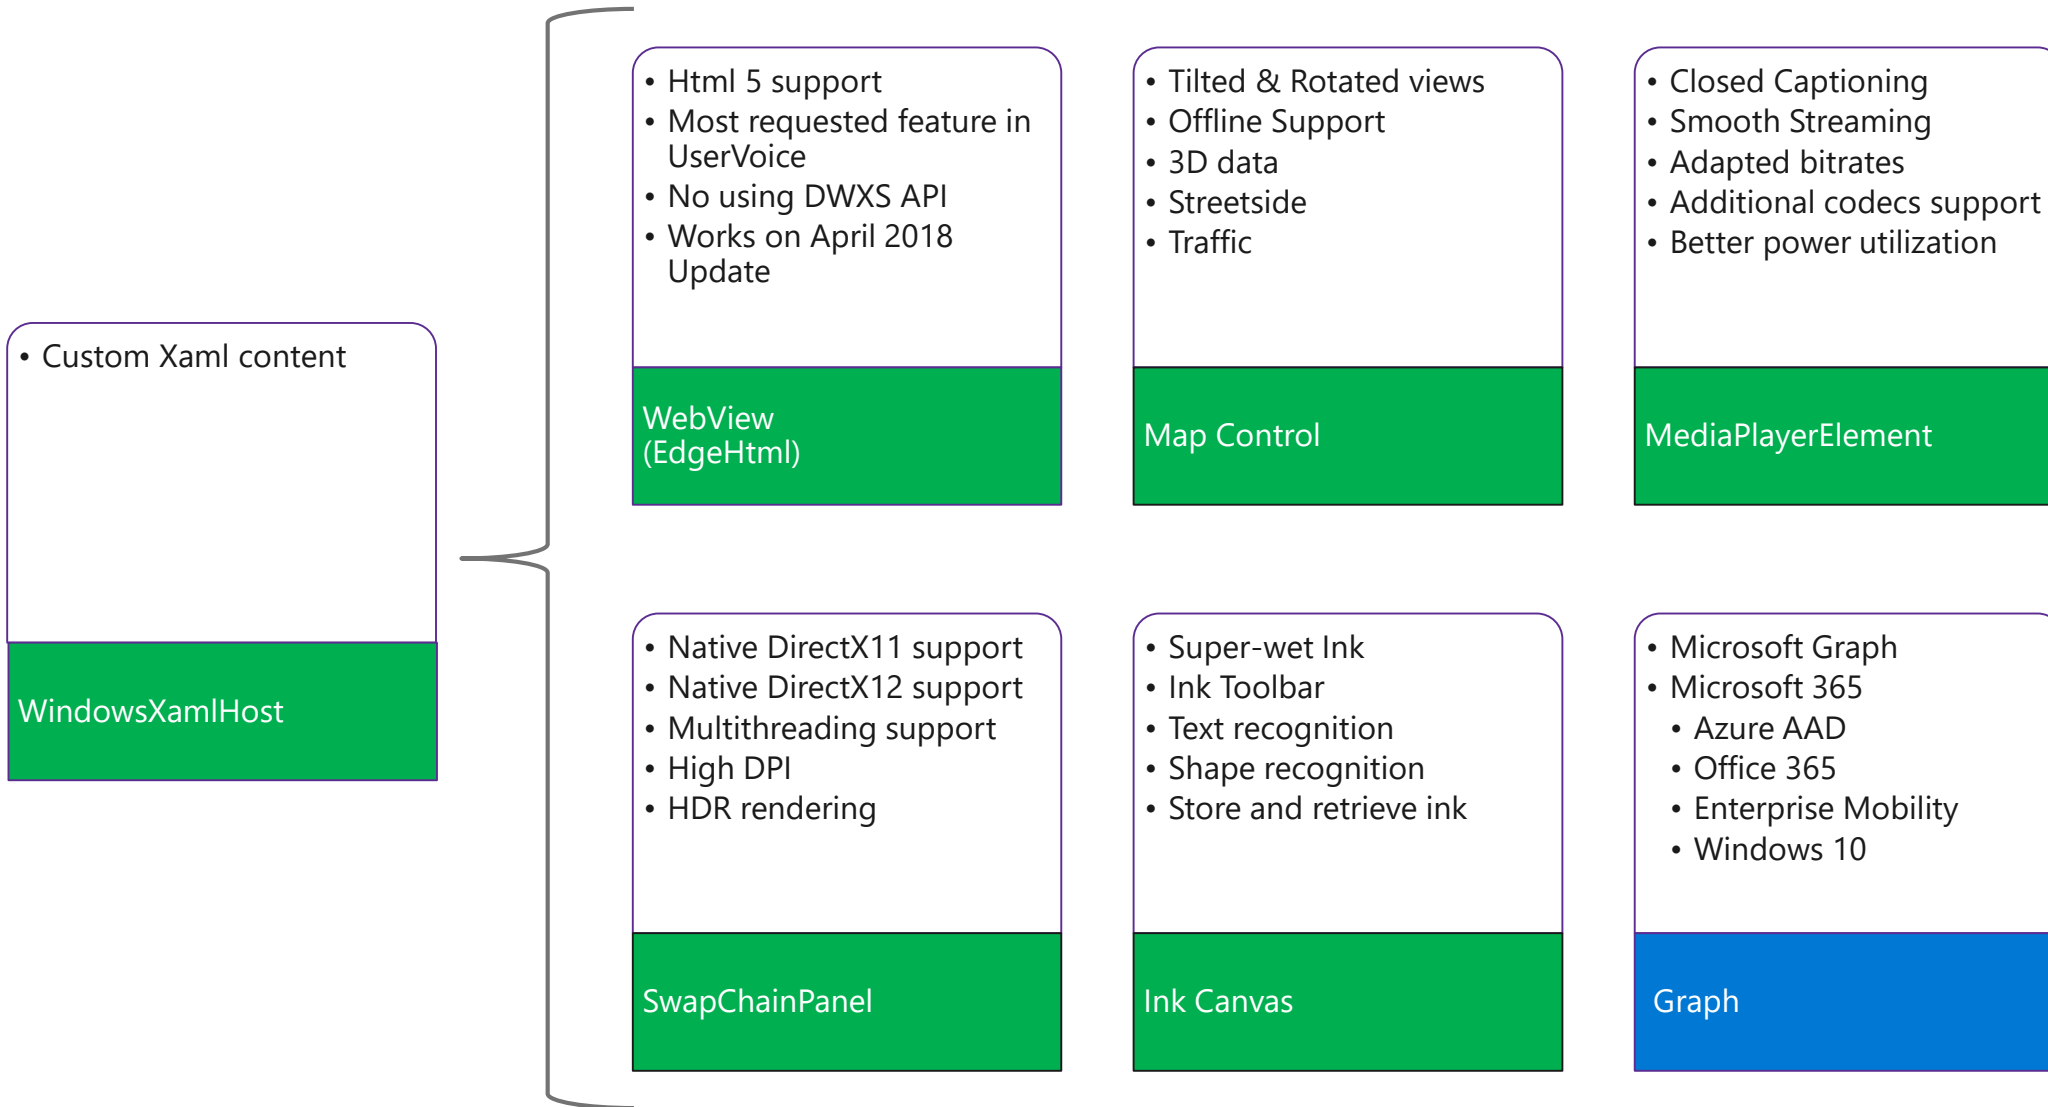 • Custom Xaml content
WindowsXamlHost
• Html 5 support
• Most requested feature in
UserVoice
• No using DWXS API
• Works on April 2018
Update
WebView
(EdgeHtml)
• Tilted & Rotated views
• Offline Support
• 3D data
• Streetside
• Traffic
Map Control
• Closed Captioning
• Smooth Streaming
• Adapted bitrates
• Additional codecs support
• Better power utilization
MediaPlayerElement
• Native DirectX11 support
• Native DirectX12 support
• Multithreading support
• High DPI
• HDR rendering
SwapChainPanel
• Super-wet Ink
• Ink Toolbar
• Text recognition
• Shape recognition
• Store and retrieve ink
Ink Canvas
• Microsoft Graph
• Microsoft 365
• Azure AAD
• Office 365
• Enterprise Mobility
• Windows 10
Graph